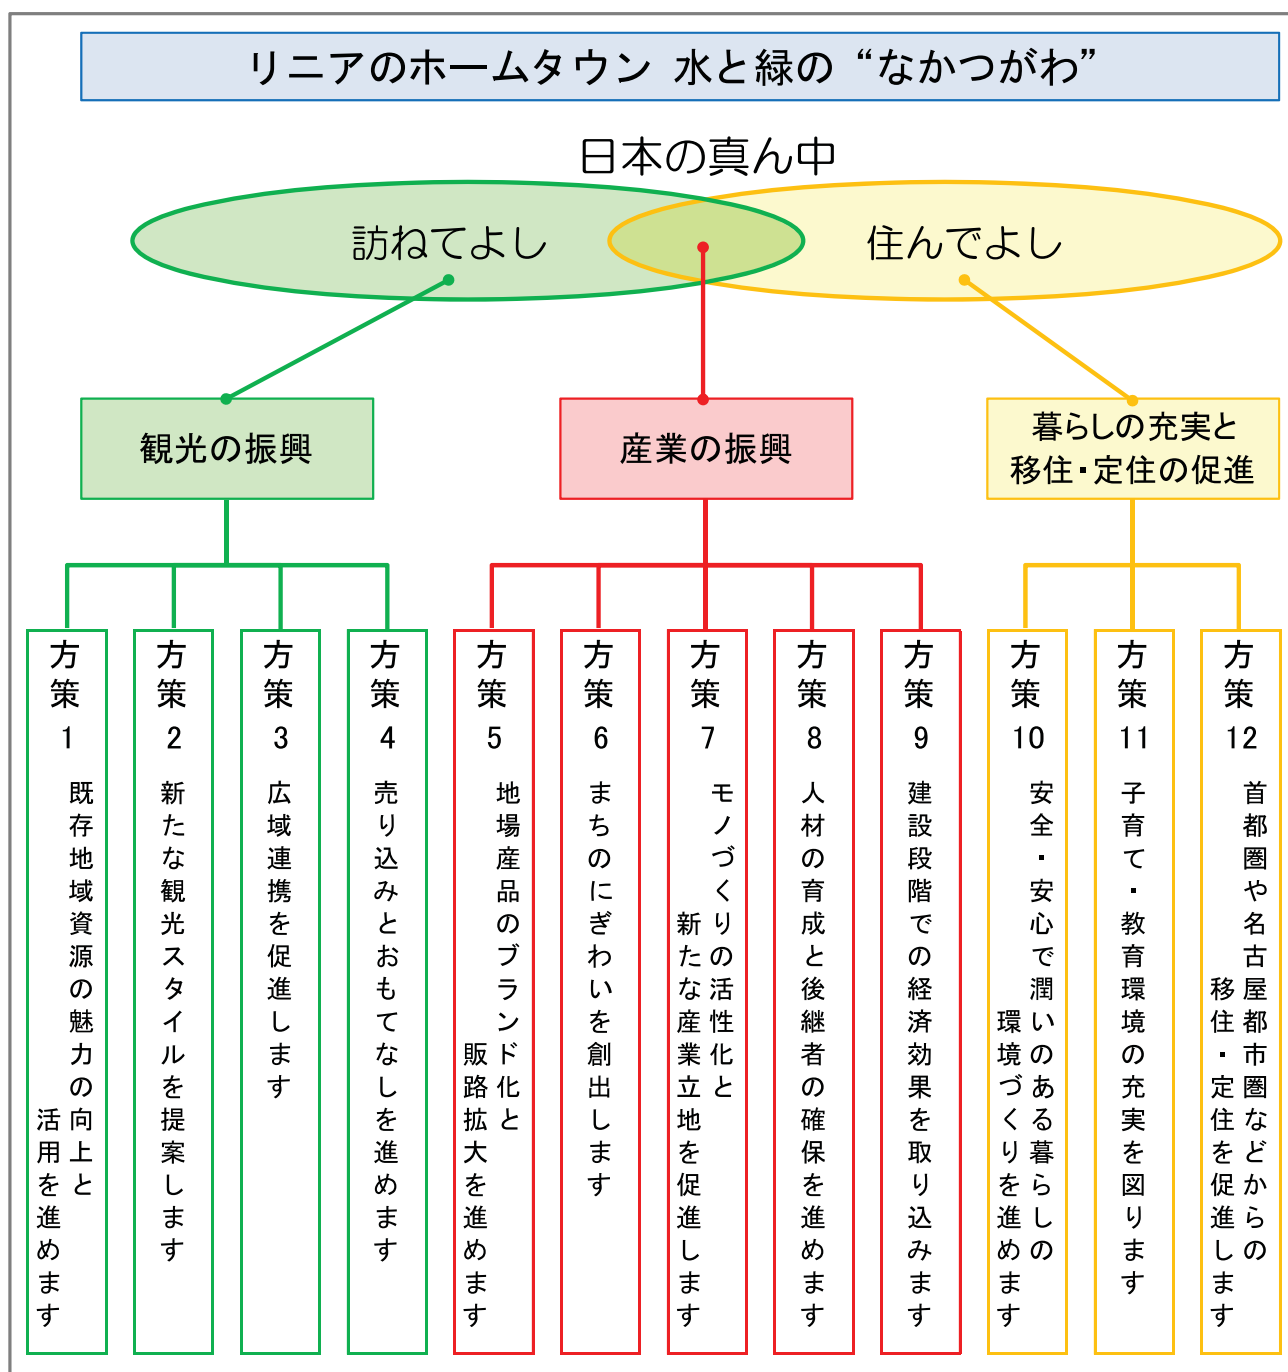 リニアのホームタウン 水と緑の “なかつがわ”
日本の真ん中
訪ねてよし
住んでよし
観光の振興
産業の振興
暮らしの充実と
移住・定住の促進
方策1
既存地域資源の魅力の向上と
活用を進めます
方策2
新たな観光スタイルを提案します
方策3
広域連携を促進します
方策4
売り込みとおもてなしを進めます
方策5
地場産品のブランド化と
販路拡大を進めます
方策6
まちのにぎわいを創出します
方策7
モノづくりの活性化と
新たな産業立地を促進します
方策8
人材の育成と後継者の確保を進めます
方策9
建設段階での経済効果を取り込みます
方策10
安全・安心で潤いのある暮らしの
環境づくりを進めます
方策11
子育て・教育環境の充実を図ります
方策12
首都圏や名古屋都市圏などからの
移住・定住を促進します